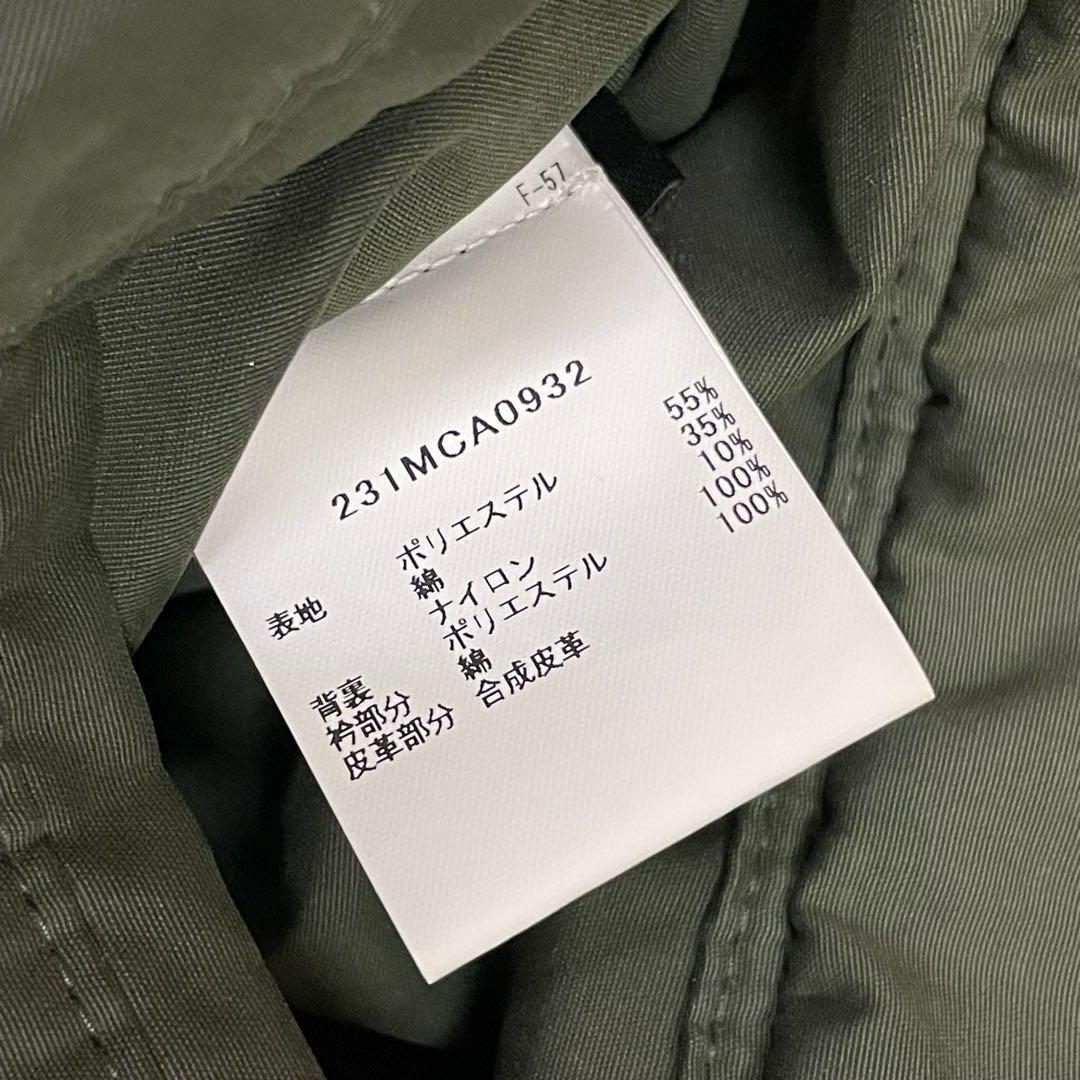 F-57
231MCA0932
表地 ポリエステル 55%
綿 35%
ナイロン 10%
背裏 ポリエステル 100%
衿部分 綿 100%
皮革部分 合成皮革